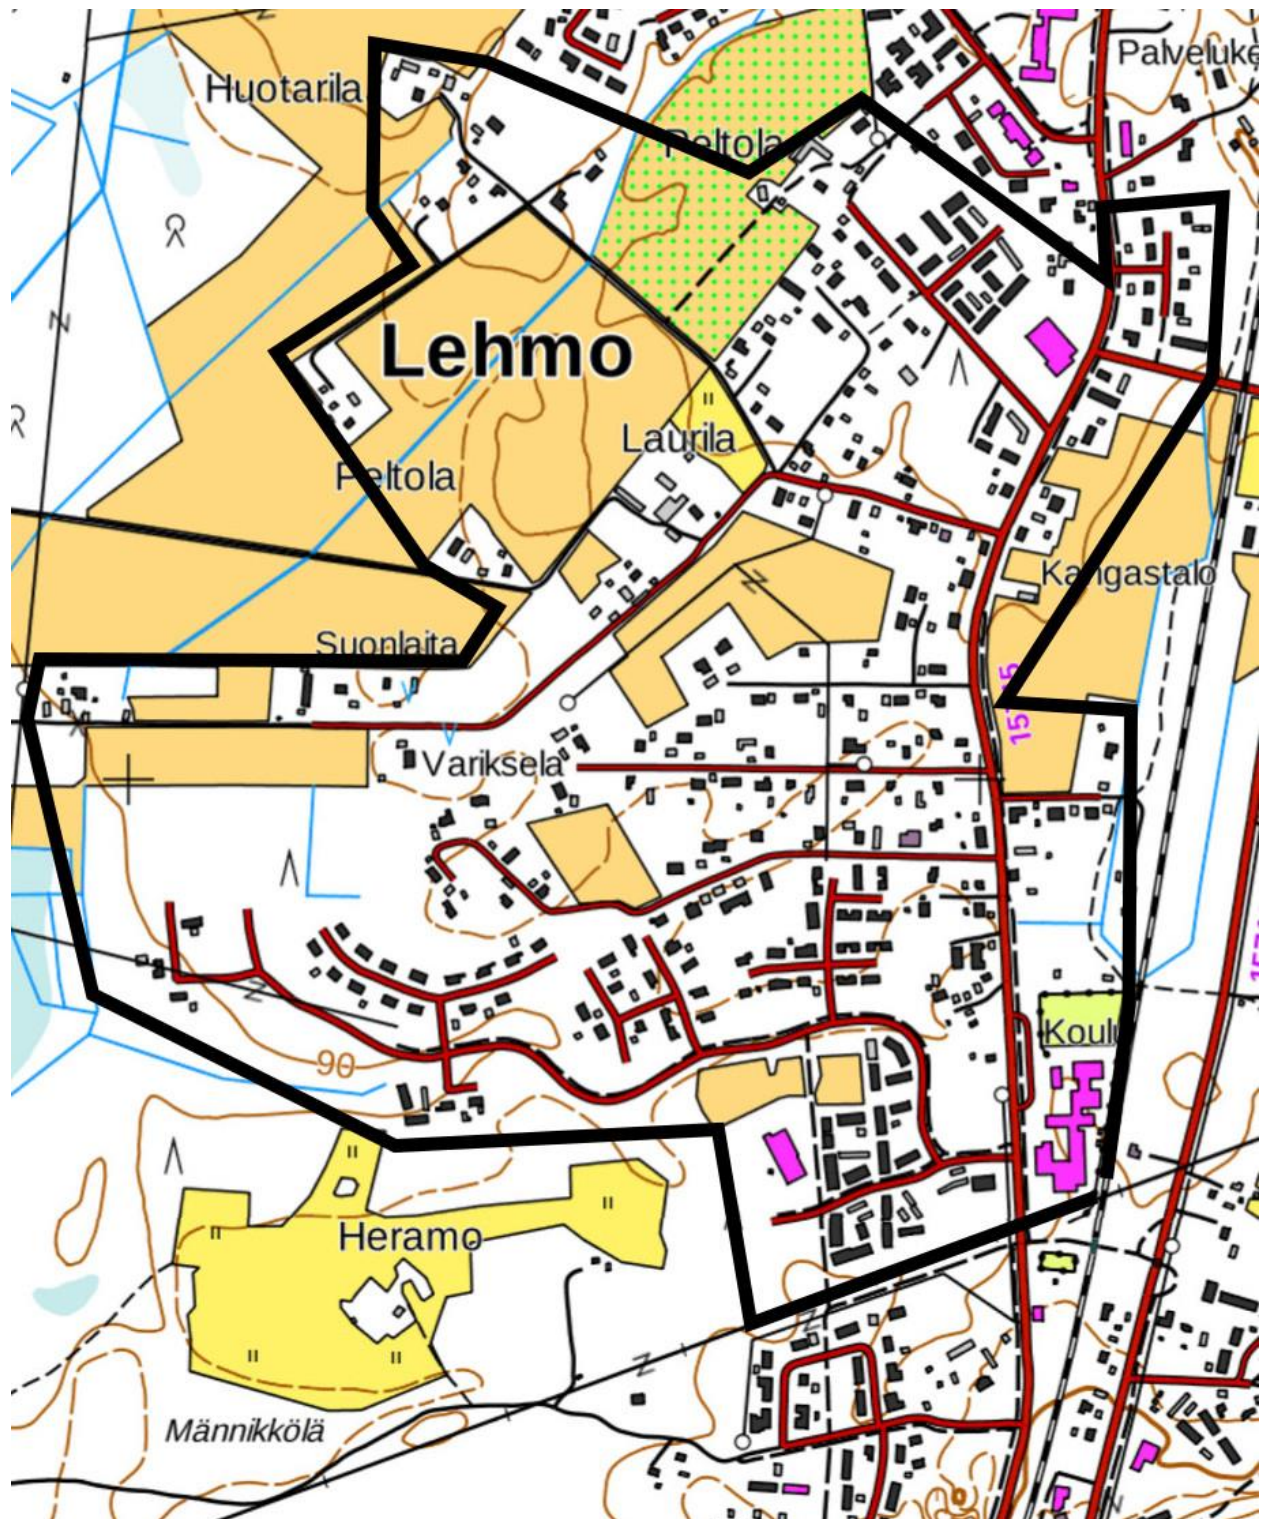 Palveluke
Huotarila
Peltola
Lehmo
Laurila
Peltola
Kangastalo
Suonlaita
Variksela
90
Koulu
Heramo
Männikkölä